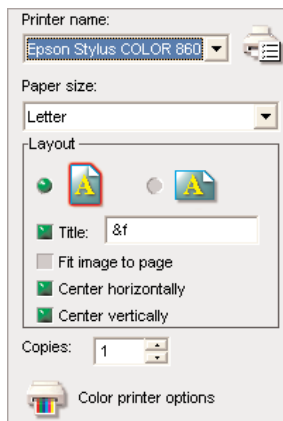 Printer name:
Epson Stylus COLOR 860
Paper size:
Letter
Layout
A A
Title: &f
Fit image to page
Center horizontally
Center vertically
Copies: 1
Color printer options